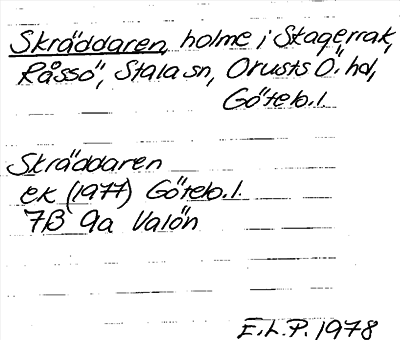 Skräddaren, holme i Skagerrak,
Råssö, Stala sn, Orusts Ö. hd,
Göteb. l.
Skräddaren
ek (1977) Göteb. l.
7B 9a Valön
E.L.P. 1978